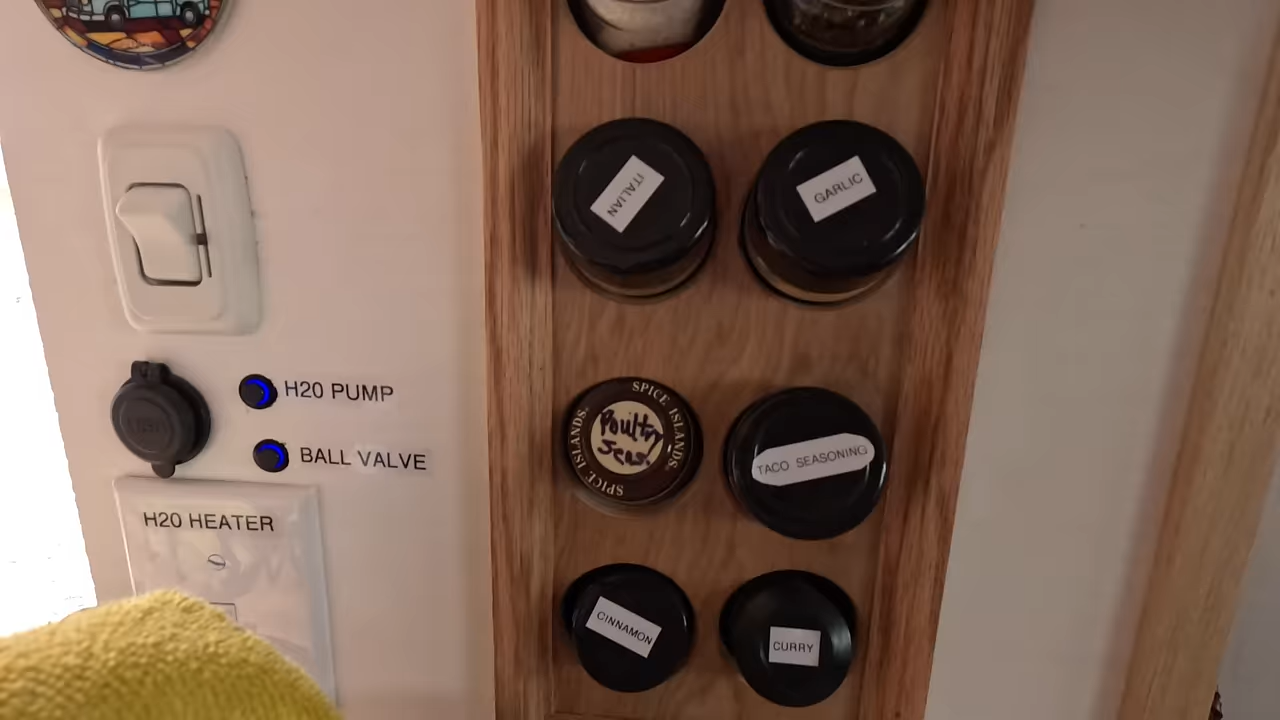 ITALIAN
GARLIC
H20 PUMP
BALL VALVE
H20 HEATER
SPICE ISLANDS.
Poultry
Seas.
SPICE ISLANDS.
TACO SEASONING
CINNAMON
CURRY